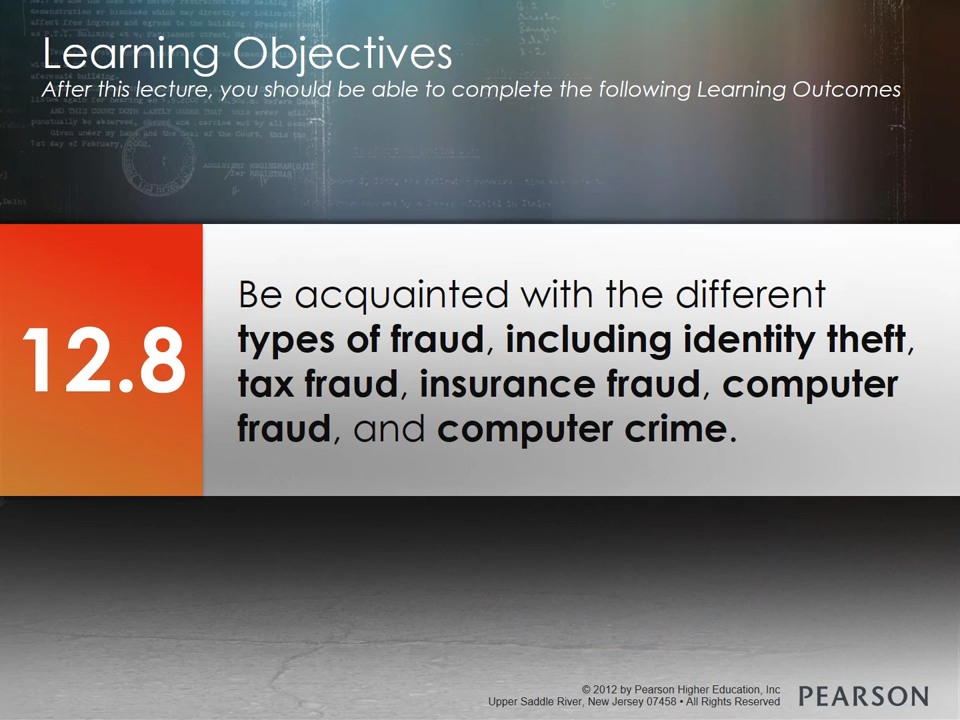 Learning Objectives
After this lecture, you should be able to complete the following Learning Outcomes
12.8
Be acquainted with the different
types of fraud, including identity theft,
tax fraud, insurance fraud, computer
fraud, and computer crime.
© 2012 by Pearson Higher Education, Inc
Upper Saddle River, New Jersey 07458 • All Rights Reserved
PEARSON